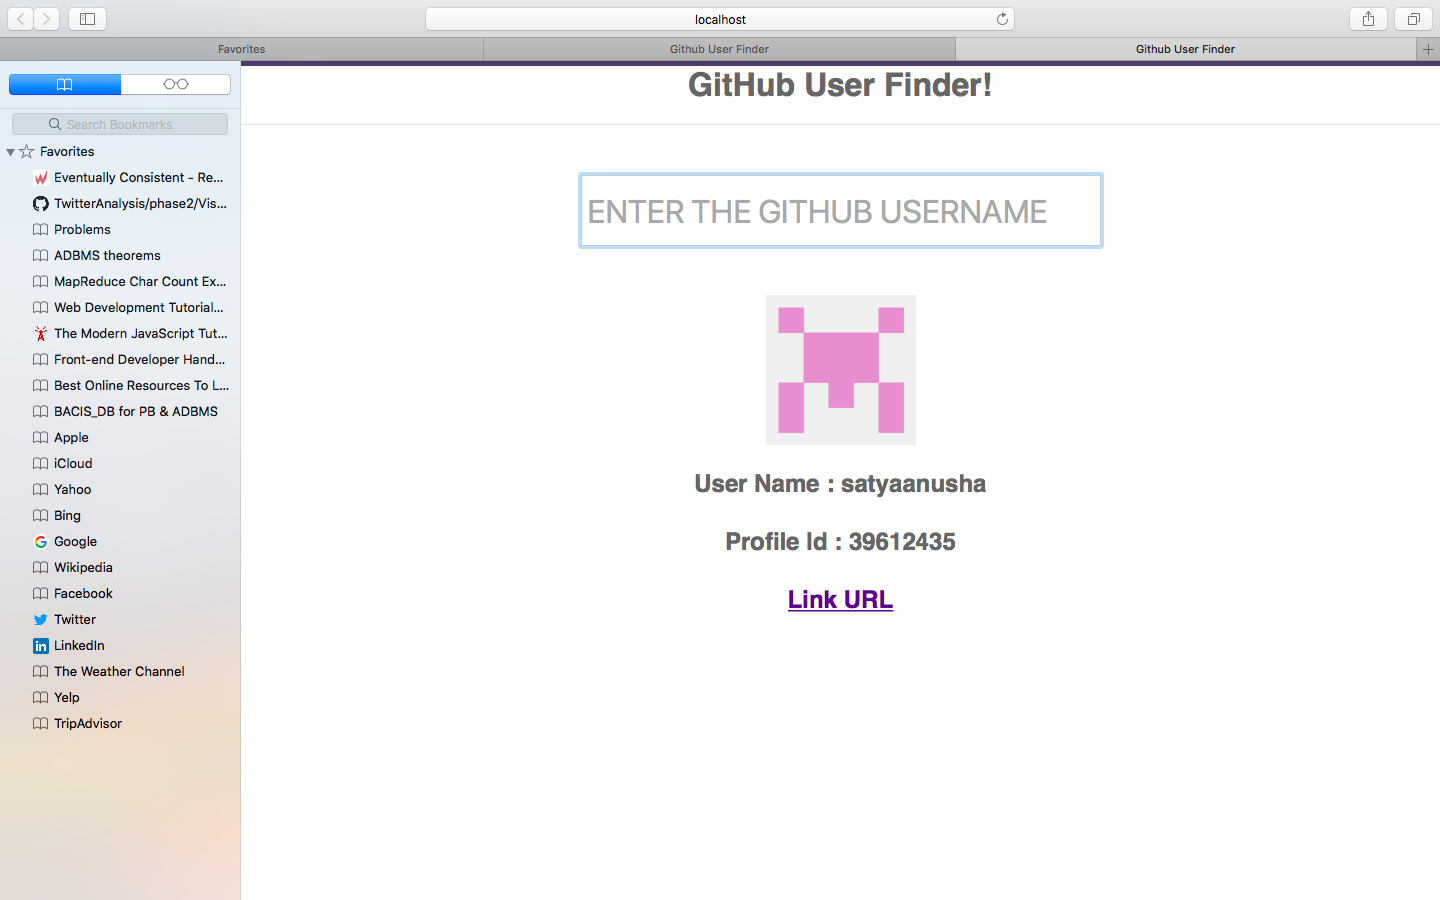 localhost
Favorites
Github User Finder
Github User Finder
Search Bookmarks
Favorites
Eventually Consistent - Re...
TwitterAnalysis/phase2/Vis...
Problems
ADBMS theorems
MapReduce Char Count Ex...
Web Development Tutorial...
The Modern JavaScript Tut...
Front-end Developer Hand...
Best Online Resources To L...
BACIS_DB for PB & ADBMS
Apple
iCloud
Yahoo
Bing
Google
Wikipedia
Facebook
Twitter
LinkedIn
The Weather Channel
Yelp
TripAdvisor
GitHub User Finder!
ENTER THE GITHUB USERNAME
User Name : satyaanusha
Profile Id : 39612435
Link URL